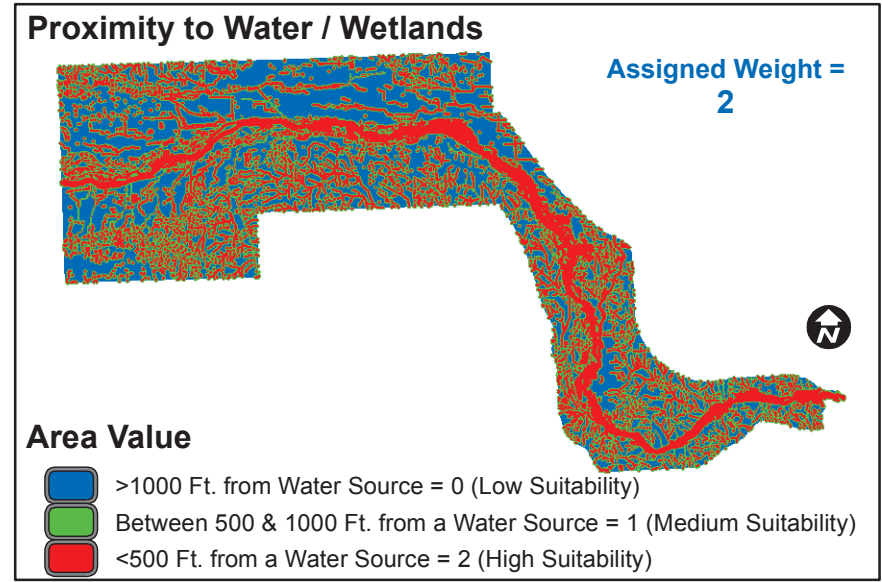 Proximity to Water / Wetlands
Assigned Weight =
2
N
Area Value
>1000 Ft. from Water Source = 0 (Low Suitability)
Between 500 & 1000 Ft. from a Water Source = 1 (Medium Suitability)
<500 Ft. from a Water Source = 2 (High Suitability)